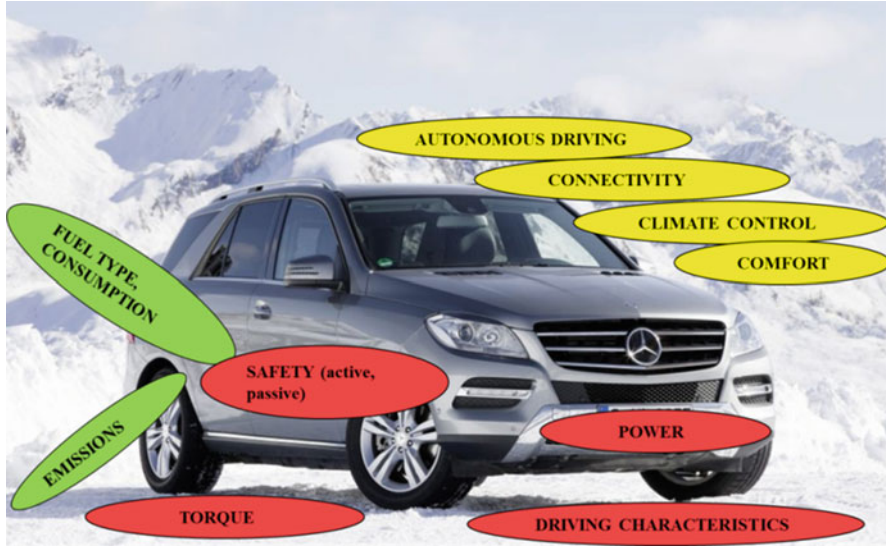 AUTONOMOUS DRIVING
CONNECTIVITY
CLIMATE CONTROL
COMFORT
FUEL TYPE,
CONSUMPTION
SAFETY (active,
passive)
EMISSIONS
POWER
TORQUE
DRIVING CHARACTERISTICS